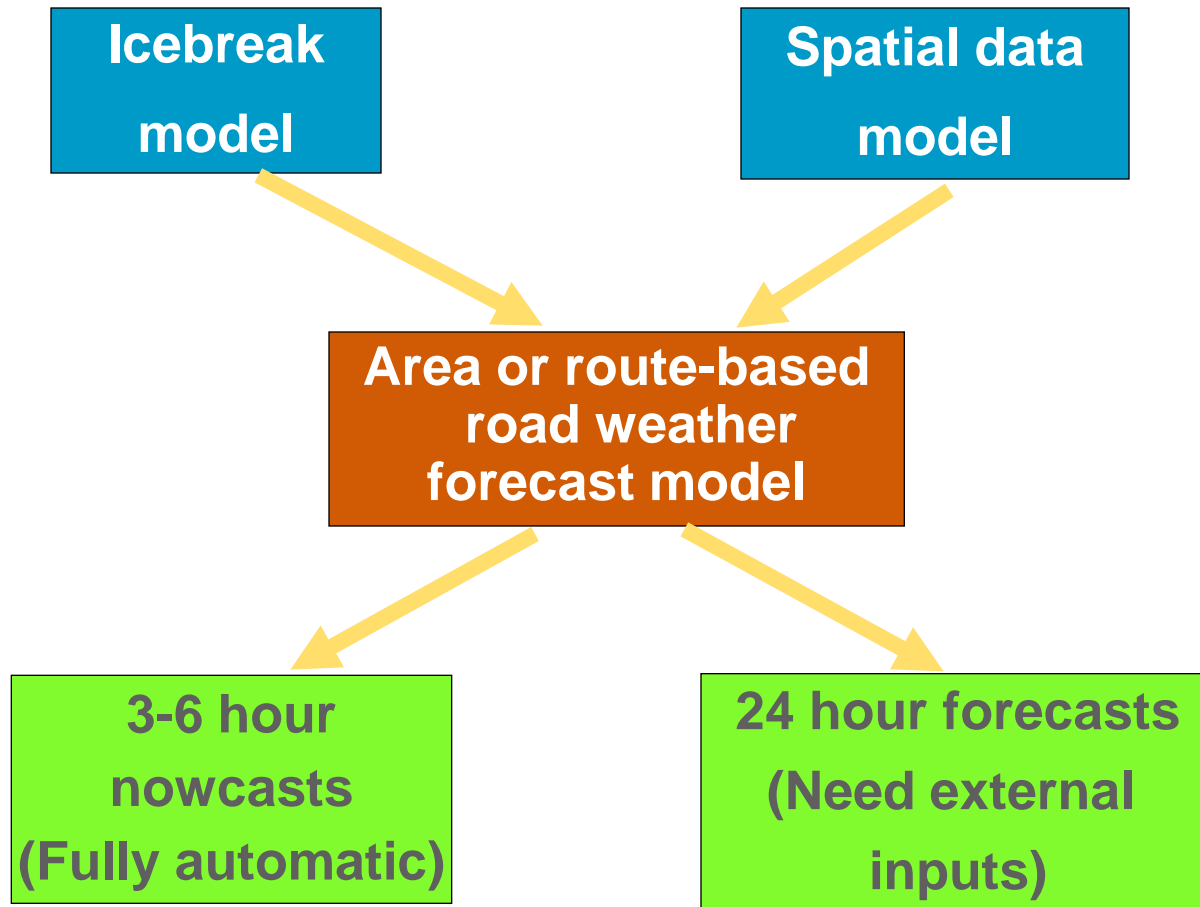 Icebreak
model
Spatial data
model
Area or route-based
road weather
forecast model
3-6 hour
nowcasts
(Fully automatic)
24 hour forecasts
(Need external
inputs)